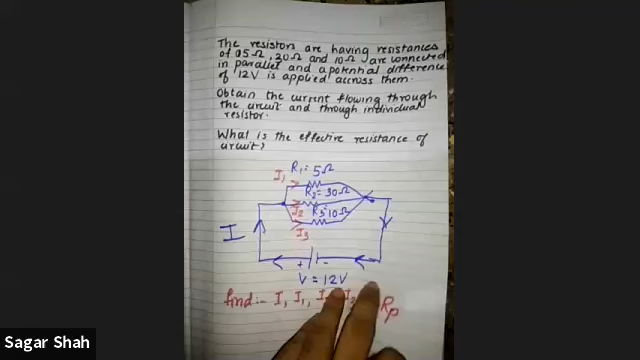 The resistors are having resistances
of 05Ω, 30Ω and 10Ω are connected
in parallel and a potential difference
of 12V is applied accross them.
Obtain the current flowing through
the circuit and through individual
resistor.
What is the effective resistance of
circuit?
R₁ = 5Ω
I₁
R₂ = 30Ω
I₂
R₃ = 10Ω
I₃
I
+ -
V = 12V
find:- I, I₁,
Rp
Sagar Shah